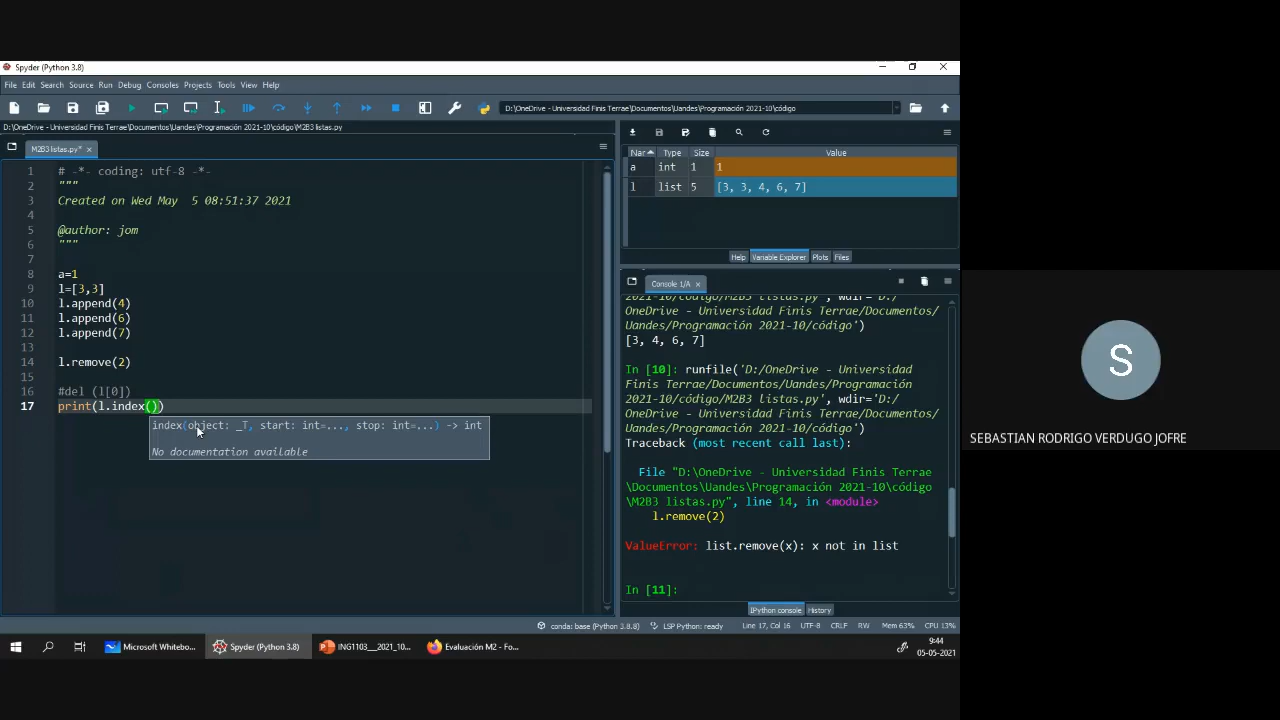 Spyder (Python 3.8)
File Edit Search Source Run Debug Consoles Projects Tools View Help
D:\OneDrive - Universidad Finis Terrae\Documentos\Uandes\Programación 2021-10\código
D:\OneDrive - Universidad Finis Terrae\Documentos\Uandes\Programación 2021-10\código\M2B3 listas.py
M2B3 listas.py*
1 # -*- coding: utf-8 -*-
2 """
3 Created on Wed May  5 08:51:37 2021
4
5 @author: jom
6 """
7
8 a=1
9 l=[3,3]
10 l.append(4)
11 l.append(6)
12 l.append(7)
13
14 l.remove(2)
15
16 #del (l[0])
17 print(l.index())
index(object: _T, start: int=..., stop: int=...) -> int
No documentation available
Nar Type Size Value
a int 1 1
l list 5 [3, 3, 4, 6, 7]
Help Variable Explorer Plots Files
Console 1/A
2021-10/código/M2B3 listas.py', wdir='D:/
OneDrive - Universidad Finis Terrae/Documentos/
Uandes/Programación 2021-10/código')
[3, 4, 6, 7]
In [10]: runfile('D:/OneDrive - Universidad
Finis Terrae/Documentos/Uandes/Programación
2021-10/código/M2B3 listas.py', wdir='D:/
OneDrive - Universidad Finis Terrae/Documentos/
Uandes/Programación 2021-10/código')
Traceback (most recent call last):
File "D:\OneDrive - Universidad Finis Terrae
\Documentos\Uandes\Programación 2021-10\código
\M2B3 listas.py", line 14, in <module>
l.remove(2)
ValueError: list.remove(x): x not in list
In [11]:
IPython console History
conda: base (Python 3.8.8) LSP Python: ready Line 17, Col 16 UTF-8 CRLF RW Mem 63% CPU 13%
Microsoft Whitebo... Spyder (Python 3.8) ING1103___2021_10... Evaluación M2 - Fo...
9:44
05-05-2021
S
SEBASTIAN RODRIGO VERDUGO JOFRE